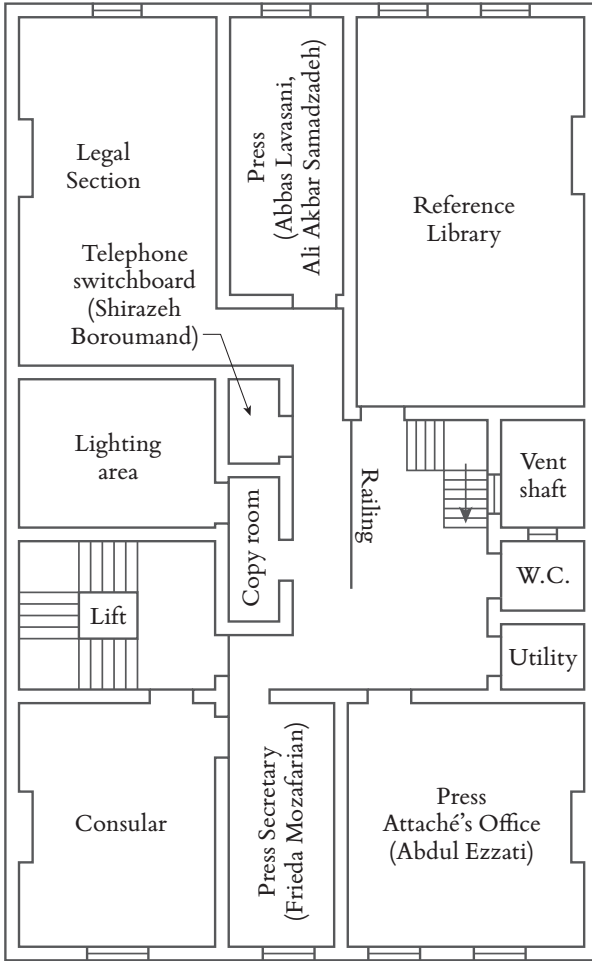 Legal
Section
Press
(Abbas Lavasani,
Ali Akbar Samadzadeh)
Reference
Library
Telephone
switchboard
(Shirazeh
Boroumand)
Lighting
area
Copy room
Railing
Vent
shaft
W.C.
Lift
Utility
Consular
Press Secretary
(Frieda Mozafarian)
Press
Attaché’s Office
(Abdul Ezzati)